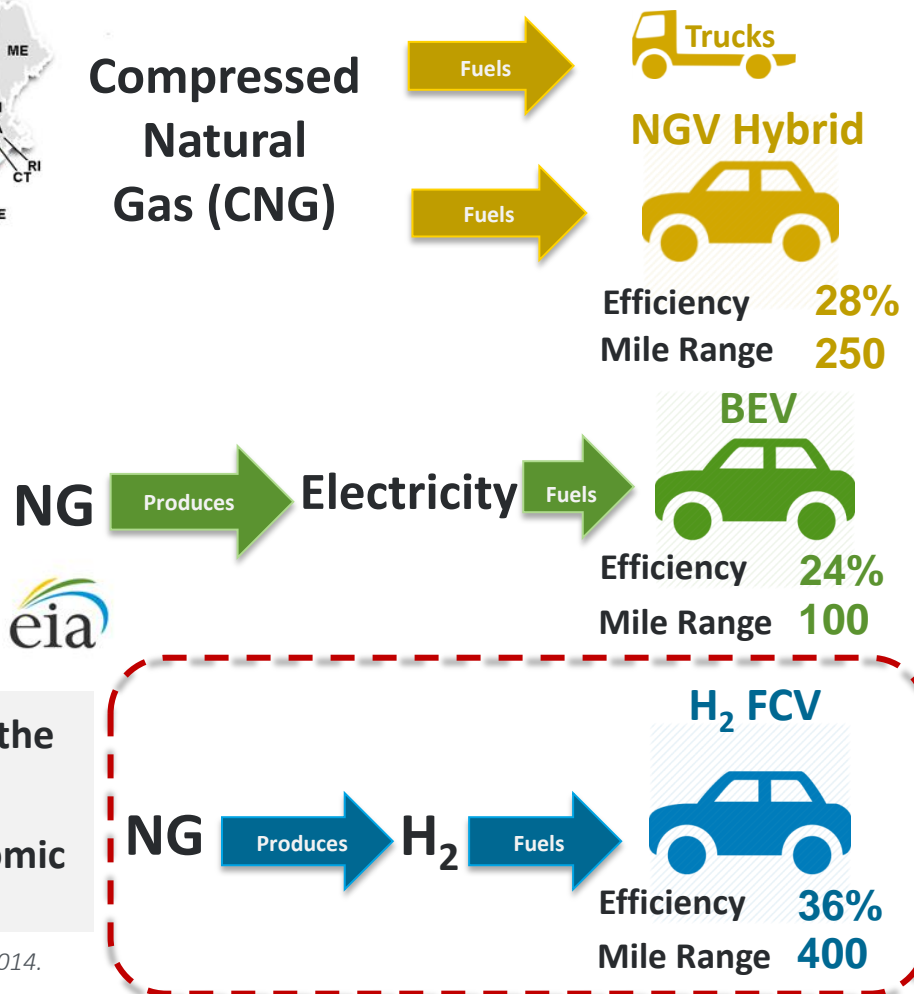 ME
RI
CT
E
Compressed
Natural
Gas (CNG)
Fuels
Trucks
Fuels
NGV Hybrid
Efficiency 28%
Mile Range 250
NG Produces Electricity Fuels
BEV
Efficiency 24%
Mile Range 100
eia
the
omic
014.
NG Produces H₂ Fuels
H₂ FCV
Efficiency 36%
Mile Range 400